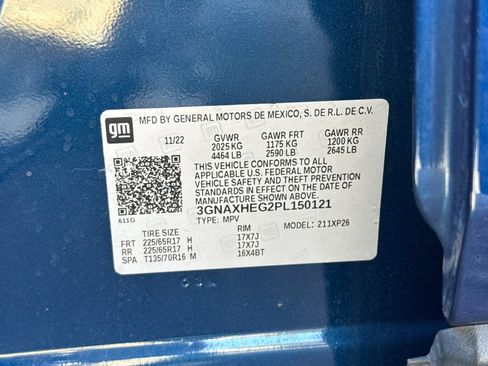 gm
MFD BY GENERAL MOTORS DE MEXICO, S. DE R.L. DE C.V.
11/22 GVWR GAWR FRT GAWR RR
2025 KG 1175 KG 1200 KG
4464 LB 2590 LB 2645 LB
THIS VEHICLE CONFORMS TO ALL
APPLICABLE U.S. FEDERAL MOTOR
VEHICLE SAFETY AND THEFT PREVENTION
STANDARDS IN EFFECT ON THE DATE OF
MANUFACTURE SHOWN ABOVE.
3GNAXHEG2PL150121
611G TYPE: MPV MODEL: 211XP26
TIRE SIZE RIM
FRT 225/65R17 H 17X7J
RR 225/65R17 H 17X7J
SPA T135/70R16 M 16X4BT